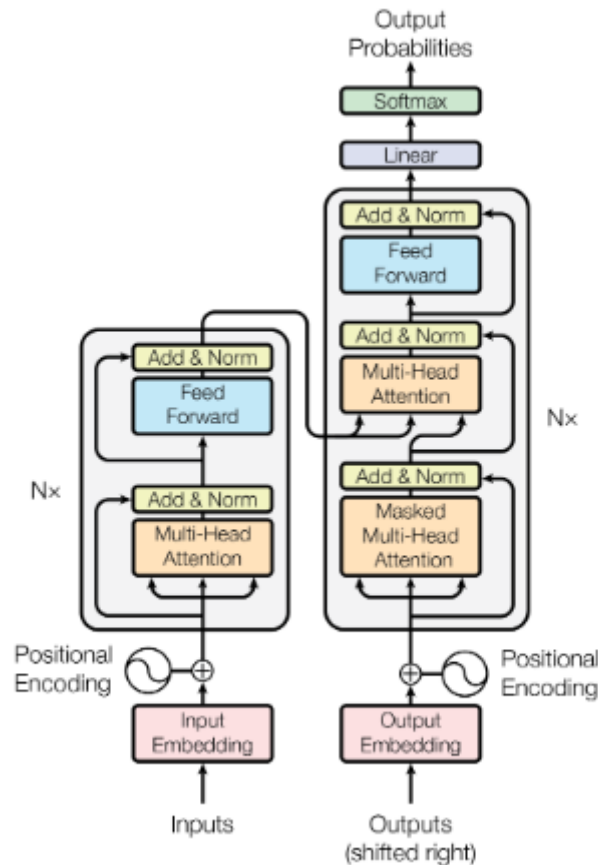 Output
Probabilities
Softmax
Linear
Add & Norm
Feed
Forward
Add & Norm
Multi-Head
Attention
Add & Norm
Masked
Multi-Head
Attention
N×
Add & Norm
Feed
Forward
Add & Norm
Multi-Head
Attention
N×
Positional
Encoding
Positional
Encoding
Input
Embedding
Output
Embedding
Inputs
Outputs
(shifted right)